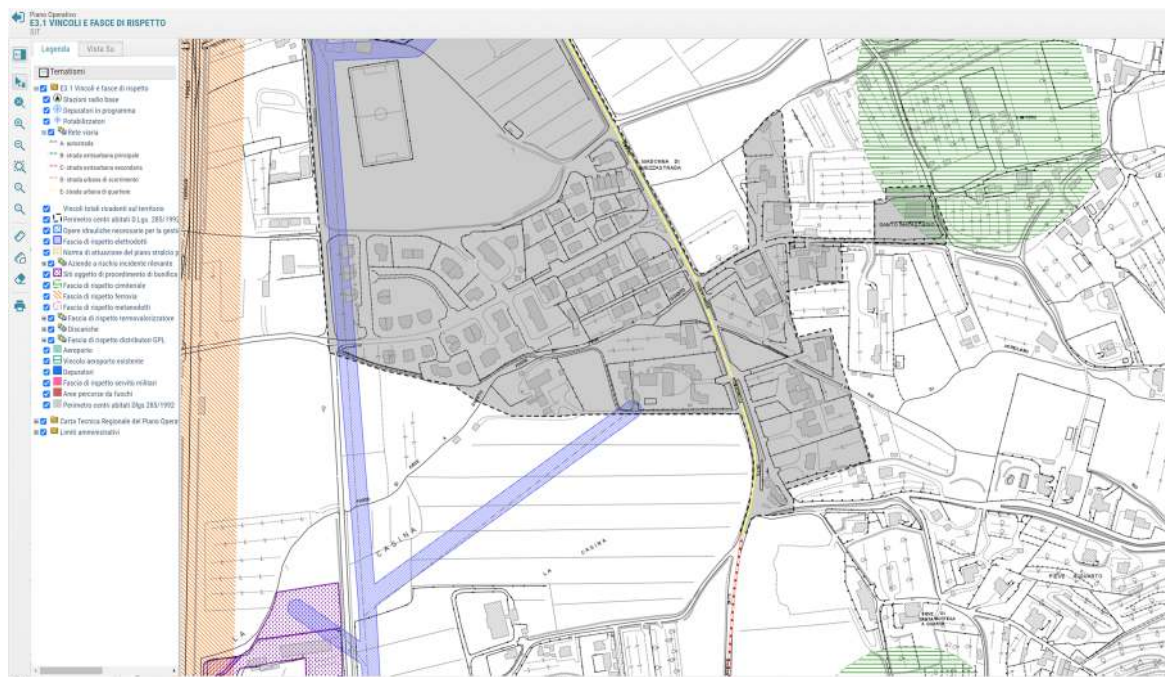 Piano Operativo
E3.1 VINCOLI E FASCE DI RISPETTO
SIT
Legenda
Vista Su
Tematismi
E3.1 Vincoli e fasce di rispetto
Stazioni radio base
Depuratori in programma
Potabilizzatori
Rete viaria
A- autostrada
B- strada extraurbana principale
C- strada extraurbana secondaria
D- strada urbana di scorrimento
E- strada urbana di quartiere
Vincoli totali ricadenti sul territorio
Perimetro centri abitati D.Lgs. 285/1992
Opere idrauliche necessarie per la gesti
Fascia di rispetto elettrodotti
Norma di attuazione del piano stralcio p
Aziende a rischio incidente rilevante
Siti oggetto di procedimento di bonifica
Fascia di rispetto cimiteriale
Fascia di rispetto ferrovia
Fascia di rispetto metanodotti
Fascia di rispetto termovalorizzatore
Discariche
Fascia di rispetto distributori GPL
Aeroporto
Vincolo aeroporto esistente
Depuratori
Fascia di rispetto servitù militari
Aree percorse da fuochi
Perimetro centri abitati Dlgs 285/1992
Carta Tecnica Regionale del Piano Opera
Limiti amministrativi
MADONNA DI
MEZZASTRADA
CASINA
LA
CASINA
LA
PIEVE A QUARTO
PIEVE DI